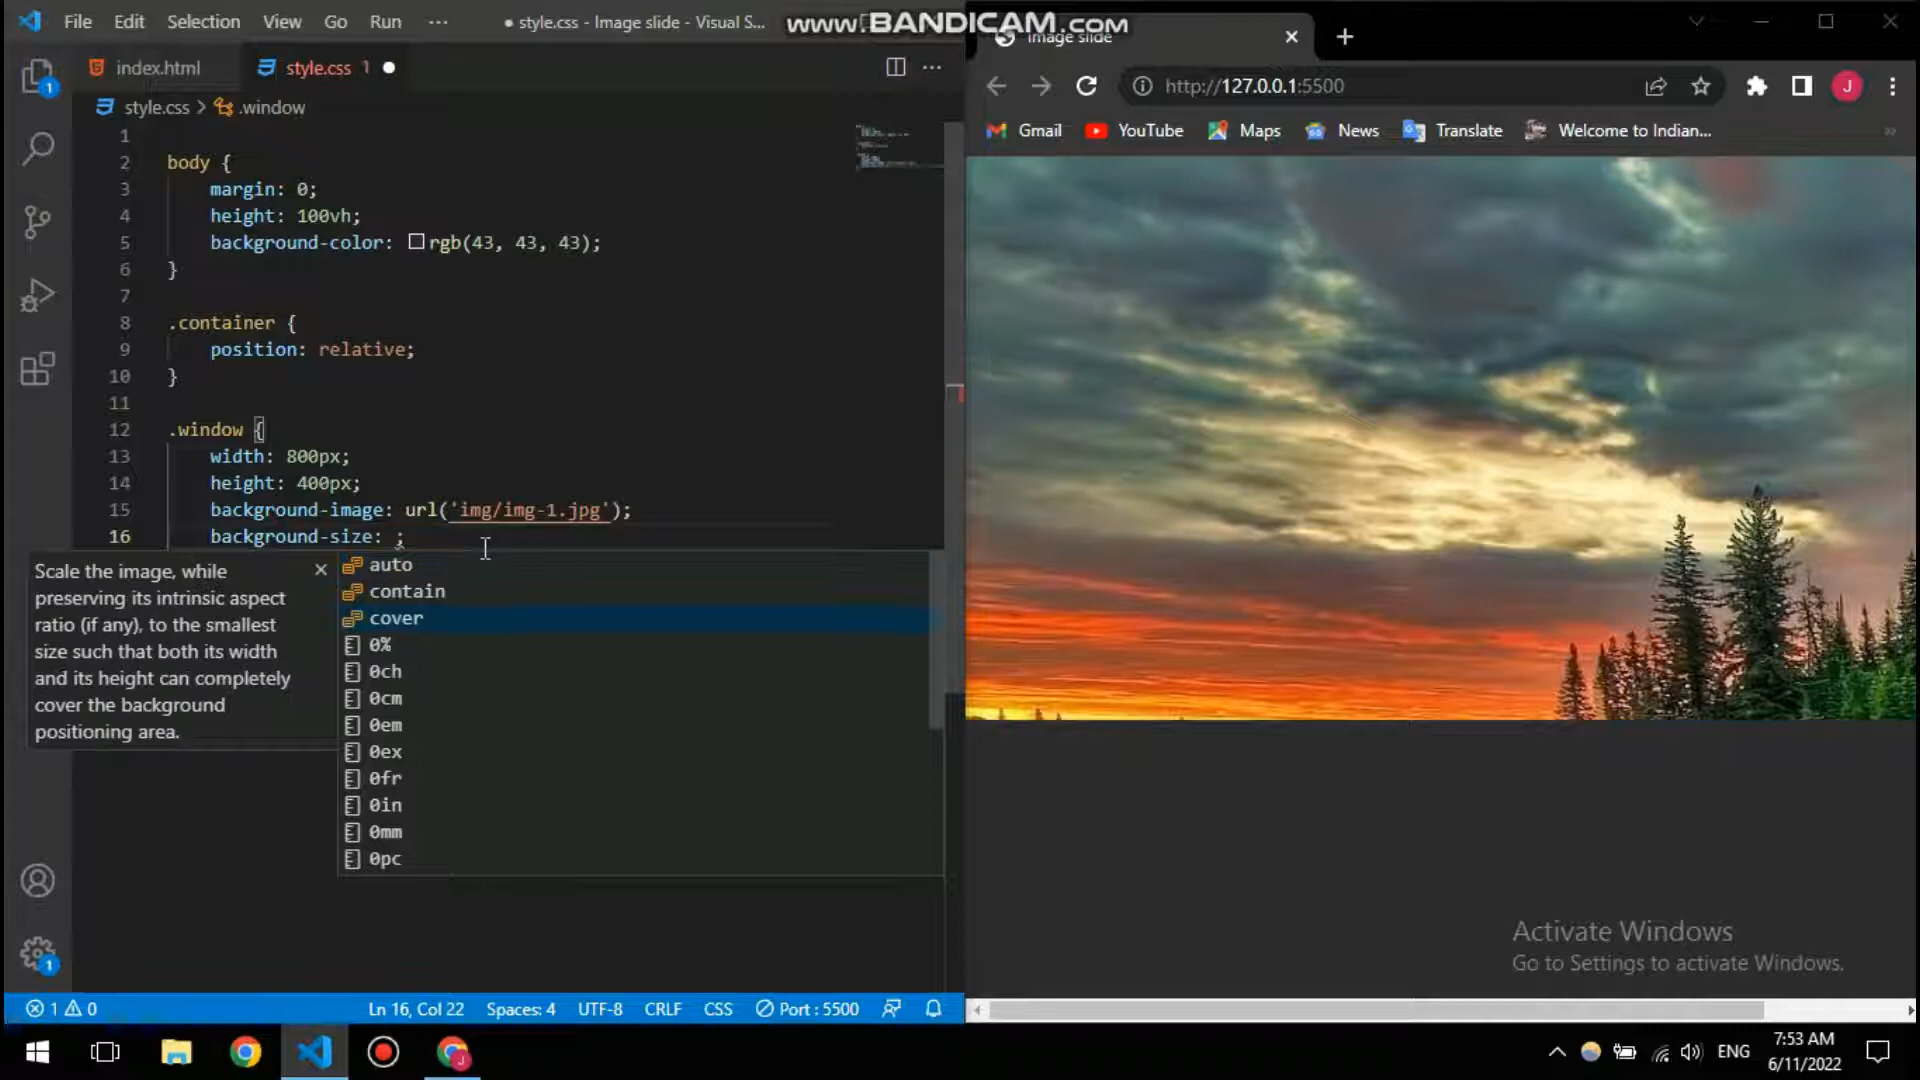 File Edit Selection View Go Run ··· ● style.css - Image slide - Visual S...
www.BANDICAM.com
index.html
style.css 1 ●
style.css > .window
1
2 body {
3 margin: 0;
4 height: 100vh;
5 background-color: rgb(43, 43, 43);
6 }
7
8 .container {
9 position: relative;
10 }
11
12 .window {
13 width: 800px;
14 height: 400px;
15 background-image: url('img/img-1.jpg');
16 background-size: ;
Scale the image, while
preserving its intrinsic aspect
ratio (if any), to the smallest
size such that both its width
and its height can completely
cover the background
positioning area.
auto
contain
cover
0%
0ch
0cm
0em
0ex
0fr
0in
0mm
0pc
1
1
1 0 Ln 16, Col 22 Spaces: 4 UTF-8 CRLF CSS Port : 5500
Image slide
http://127.0.0.1:5500
J
Gmail YouTube Maps News Translate Welcome to Indian... »
Activate Windows
Go to Settings to activate Windows.
J
ENG
7:53 AM
6/11/2022